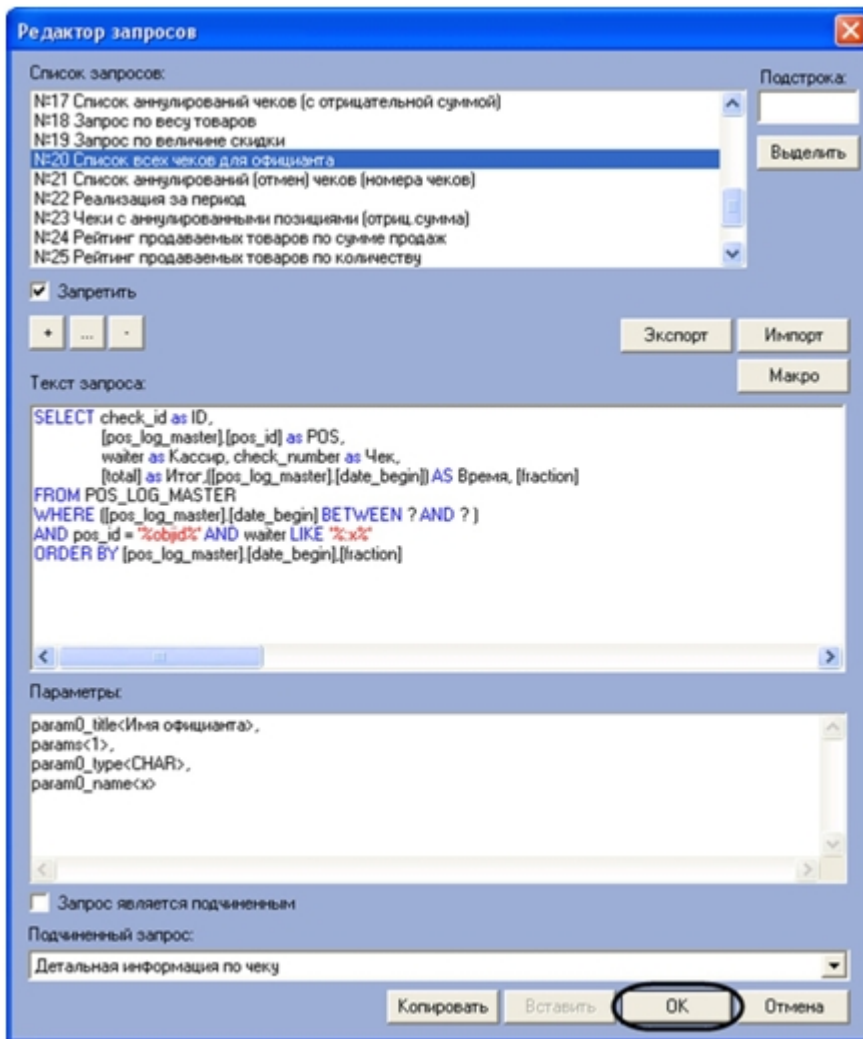 Редактор запросов
Список запросов:
Подстрока:
№17 Список аннулирований чеков (с отрицательной суммой)
№18 Запрос по весу товаров
№19 Запрос по величине скидки
№20 Список всех чеков для официанта
№21 Список аннулирований (отмен) чеков (номера чеков)
№22 Реализация за период
№23 Чеки с аннулированными позициями (отриц.сумма)
№24 Рейтинг продаваемых товаров по сумме продаж
№25 Рейтинг продаваемых товаров по количеству
Выделить
Запретить
+ ... -
Экспорт Импорт
Макро
Текст запроса:
SELECT check_id as ID,
[pos_log_master].[pos_id] as POS,
waiter as Кассир, check_number as Чек,
[total] as Итог,([pos_log_master].[date_begin]) AS Время, [fraction]
FROM POS_LOG_MASTER
WHERE ([pos_log_master].[date_begin] BETWEEN ? AND ? )
AND pos_id = '%objid%' AND waiter LIKE '%:x%'
ORDER BY [pos_log_master].[date_begin],[fraction]
Параметры:
param0_title<Имя официанта>,
params<1>,
param0_type<CHAR>,
param0_name<x>
Запрос является подчиненным
Подчиненный запрос:
Детальная информация по чеку
Копировать Вставить OK Отмена